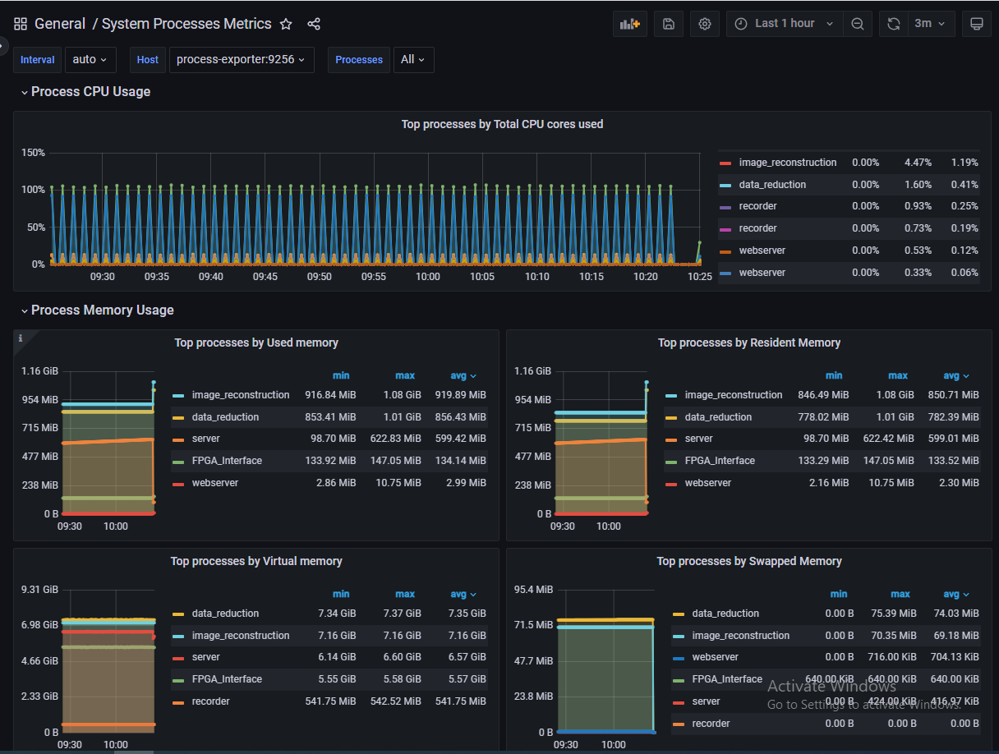 General / System Processes Metrics
Last 1 hour
3m
Interval auto Host process-exporter:9256 Processes All
Process CPU Usage
Top processes by Total CPU cores used
150%
100%
50%
0%
09:30 09:35 09:40 09:45 09:50 09:55 10:00 10:05 10:10 10:15 10:20 10:25
image_reconstruction 0.00% 4.47% 1.19%
data_reduction 0.00% 1.60% 0.41%
recorder 0.00% 0.93% 0.25%
recorder 0.00% 0.73% 0.19%
webserver 0.00% 0.53% 0.12%
webserver 0.00% 0.33% 0.06%
Process Memory Usage
i
Top processes by Used memory
1.16 GiB
954 MiB
715 MiB
477 MiB
238 MiB
0 B
09:30 10:00
min max avg
image_reconstruction 916.84 MiB 1.08 GiB 919.89 MiB
data_reduction 853.41 MiB 1.01 GiB 856.43 MiB
server 98.70 MiB 622.83 MiB 599.42 MiB
FPGA_Interface 133.92 MiB 147.05 MiB 134.14 MiB
webserver 2.86 MiB 10.75 MiB 2.99 MiB
Top processes by Resident Memory
1.16 GiB
954 MiB
715 MiB
477 MiB
238 MiB
0 B
09:30 10:00
min max avg
image_reconstruction 846.49 MiB 1.08 GiB 850.71 MiB
data_reduction 778.02 MiB 1.01 GiB 782.39 MiB
server 98.70 MiB 622.42 MiB 599.01 MiB
FPGA_Interface 133.29 MiB 147.05 MiB 133.52 MiB
webserver 2.16 MiB 10.75 MiB 2.30 MiB
Top processes by Virtual memory
9.31 GiB
6.98 GiB
4.66 GiB
2.33 GiB
0 B
09:30 10:00
min max avg
data_reduction 7.34 GiB 7.37 GiB 7.35 GiB
image_reconstruction 7.16 GiB 7.16 GiB 7.16 GiB
server 6.14 GiB 6.60 GiB 6.57 GiB
FPGA_Interface 5.55 GiB 5.58 GiB 5.57 GiB
recorder 541.75 MiB 542.52 MiB 541.75 MiB
Top processes by Swapped Memory
95.4 MiB
71.5 MiB
47.7 MiB
23.8 MiB
0 B
09:30 10:00
min max avg
data_reduction 0.00 B 75.39 MiB 74.03 MiB
image_reconstruction 0.00 B 70.35 MiB 69.18 MiB
webserver 0.00 B 716.00 KiB 704.13 KiB
FPGA_Interface 640.00 KiB 640.00 KiB 640.00 KiB
server 0.00 B 424.00 KiB 416.97 KiB
recorder 0.00 B 0.00 B 0.00 B
Activate Windows
Go to Settings to activate Windows.